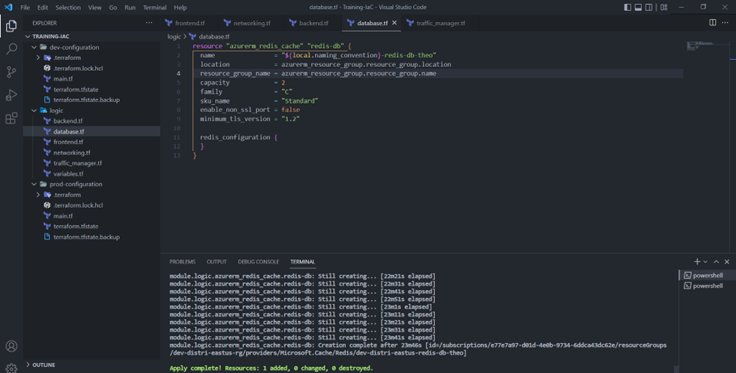 File Edit Selection View Go Run Terminal Help
database.tf - Training-IaC - Visual Studio Code
EXPLORER
frontend.tf
networking.tf
backend.tf
database.tf
traffic_manager.tf
TRAINING-IAC
dev-configuration
.terraform
.terraform.lock.hcl
main.tf
terraform.tfstate
terraform.tfstate.backup
logic
backend.tf
database.tf
frontend.tf
networking.tf
traffic_manager.tf
variables.tf
prod-configuration
.terraform
.terraform.lock.hcl
main.tf
terraform.tfstate
terraform.tfstate.backup
OUTLINE
logic > database.tf
1 resource "azurerm_redis_cache" "redis-db" {
2 name = "${local.naming_convention}-redis-db-theo"
3 location = azurerm_resource_group.resource_group.location
4 resource_group_name = azurerm_resource_group.resource_group.name
5 capacity = 2
6 family = "C"
7 sku_name = "Standard"
8 enable_non_ssl_port = false
9 minimum_tls_version = "1.2"
10
11 redis_configuration {
12 }
13 }
PROBLEMS OUTPUT DEBUG CONSOLE TERMINAL
module.logic.azurerm_redis_cache.redis-db: Still creating... [22m21s elapsed]
module.logic.azurerm_redis_cache.redis-db: Still creating... [22m31s elapsed]
module.logic.azurerm_redis_cache.redis-db: Still creating... [22m41s elapsed]
module.logic.azurerm_redis_cache.redis-db: Still creating... [22m51s elapsed]
module.logic.azurerm_redis_cache.redis-db: Still creating... [23m1s elapsed]
module.logic.azurerm_redis_cache.redis-db: Still creating... [23m11s elapsed]
module.logic.azurerm_redis_cache.redis-db: Still creating... [23m21s elapsed]
module.logic.azurerm_redis_cache.redis-db: Still creating... [23m31s elapsed]
module.logic.azurerm_redis_cache.redis-db: Still creating... [23m41s elapsed]
module.logic.azurerm_redis_cache.redis-db: Creation complete after 23m46s [id=/subscriptions/e77e7a97-d01d-4e8b-9734-6ddca43dc62e/resourceGroups
/dev-distri-eastus-rg/providers/Microsoft.Cache/Redis/dev-distri-eastus-redis-db-theo]
Apply complete! Resources: 1 added, 0 changed, 0 destroyed.
powershell
powershell